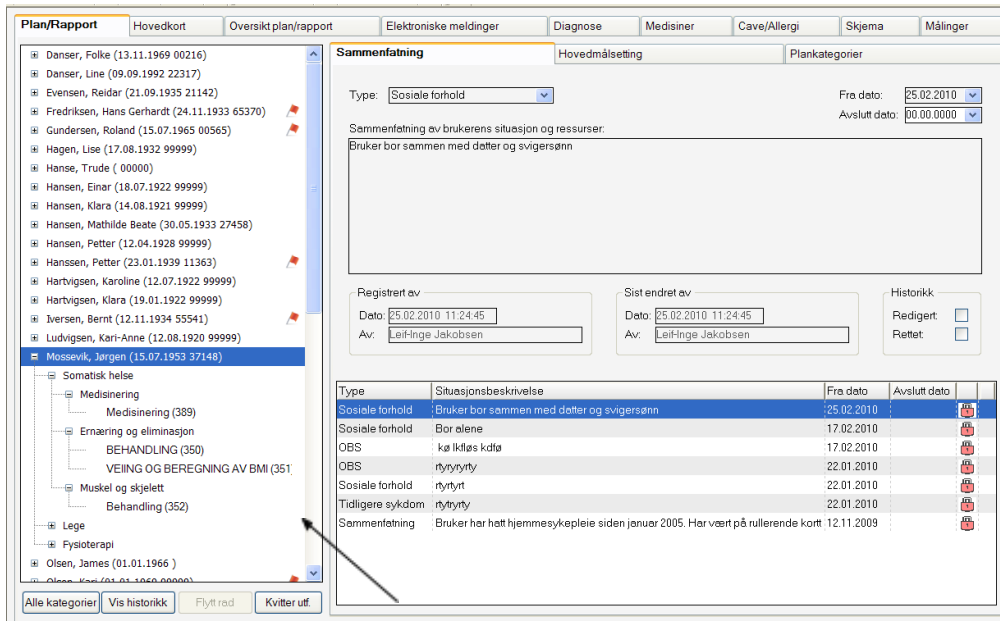 Plan/Rapport Hovedkort Oversikt plan/rapport Elektroniske meldinger Diagnose Medisiner Cave/Allergi Skjema Målinger
Danser, Folke (13.11.1969 00216)
Danser, Line (09.09.1992 22317)
Evensen, Reidar (21.09.1935 21142)
Fredriksen, Hans Gerhardt (24.11.1933 65370)
Gundersen, Roland (15.07.1965 00565)
Hagen, Lise (17.08.1932 99999)
Hanse, Trude ( 00000)
Hansen, Einar (18.07.1922 99999)
Hansen, Klara (14.08.1921 99999)
Hansen, Mathilde Beate (30.05.1933 27458)
Hansen, Petter (12.04.1928 99999)
Hanssen, Petter (23.01.1939 11363)
Hartvigsen, Karoline (12.07.1922 99999)
Hartvigsen, Klara (19.01.1922 99999)
Iversen, Bernt (12.11.1934 55541)
Ludvigsen, Kari-Anne (12.08.1920 99999)
Mossevik, Jørgen (15.07.1953 37148)
Somatisk helse
Medisinering
Medisinering (389)
Ernæring og eliminasjon
BEHANDLING (350)
VEIING OG BEREGNING AV BMI (351)
Muskel og skjelett
Behandling (352)
Lege
Fysioterapi
Olsen, James (01.01.1966 )
Olsen, Kari (01.01.1960 99999)
Alle kategorier Vis historikk Flytt rad Kvitter utf.
Sammenfatning Hovedmålsetting Plankategorier
Type: Sosiale forhold Fra dato: 25.02.2010
Avslutt dato: 00.00.0000
Sammenfatning av brukerens situasjon og ressurser:
Bruker bor sammen med datter og svigersønn
Registrert av Sist endret av Historikk
Dato: 25.02.2010 11:24:45 Dato: 25.02.2010 11:24:45 Redigert:
Av: Leif-Inge Jakobsen Av: Leif-Inge Jakobsen Rettet:
Type Situasjonsbeskrivelse Fra dato Avslutt dato
Sosiale forhold Bruker bor sammen med datter og svigersønn 25.02.2010
Sosiale forhold Bor alene 17.02.2010
OBS kø lkfløs kdfø 17.02.2010
OBS rtyryryrty 22.01.2010
Sosiale forhold rtyrtyrt 22.01.2010
Tidligere sykdom rtytryrty 22.01.2010
Sammenfatning Bruker har hatt hjemmesykepleie siden januar 2005. Har vært på rullerende kortt 12.11.2009